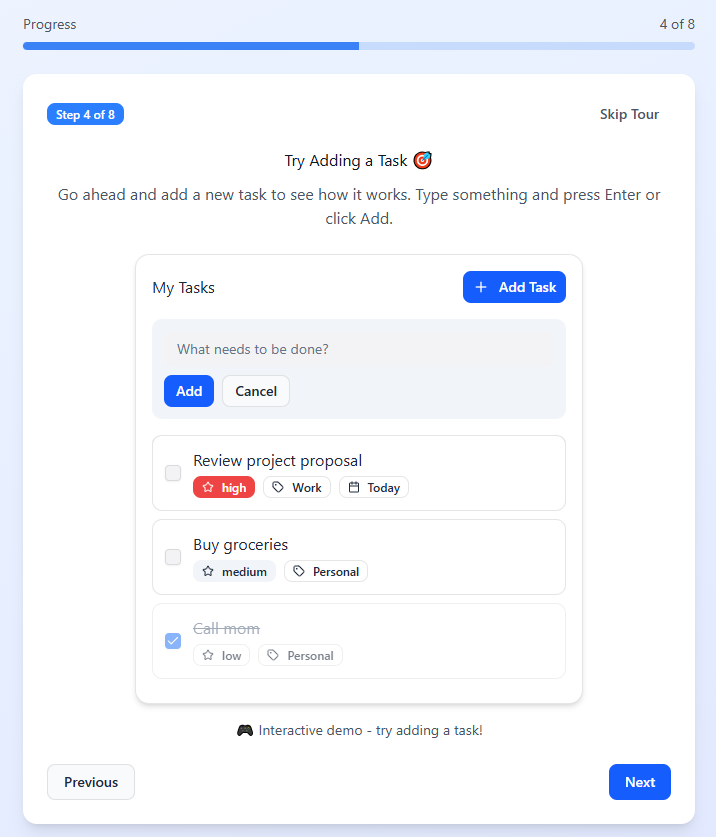 Progress
4 of 8
Step 4 of 8
Skip Tour
Try Adding a Task 🎯
Go ahead and add a new task to see how it works. Type something and press Enter or
click Add.
My Tasks
+ Add Task
What needs to be done?
Add
Cancel
Review project proposal
high
Work
Today
Buy groceries
medium
Personal
Call mom
low
Personal
🎮 Interactive demo - try adding a task!
Previous
Next